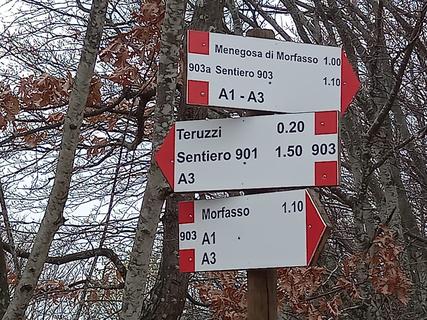 Menegosa di Morfasso 1.00
903a Sentiero 903 1.10
A1 - A3
Teruzzi 0.20
Sentiero 901 1.50 903
A3
Morfasso 1.10
903 A1
A3